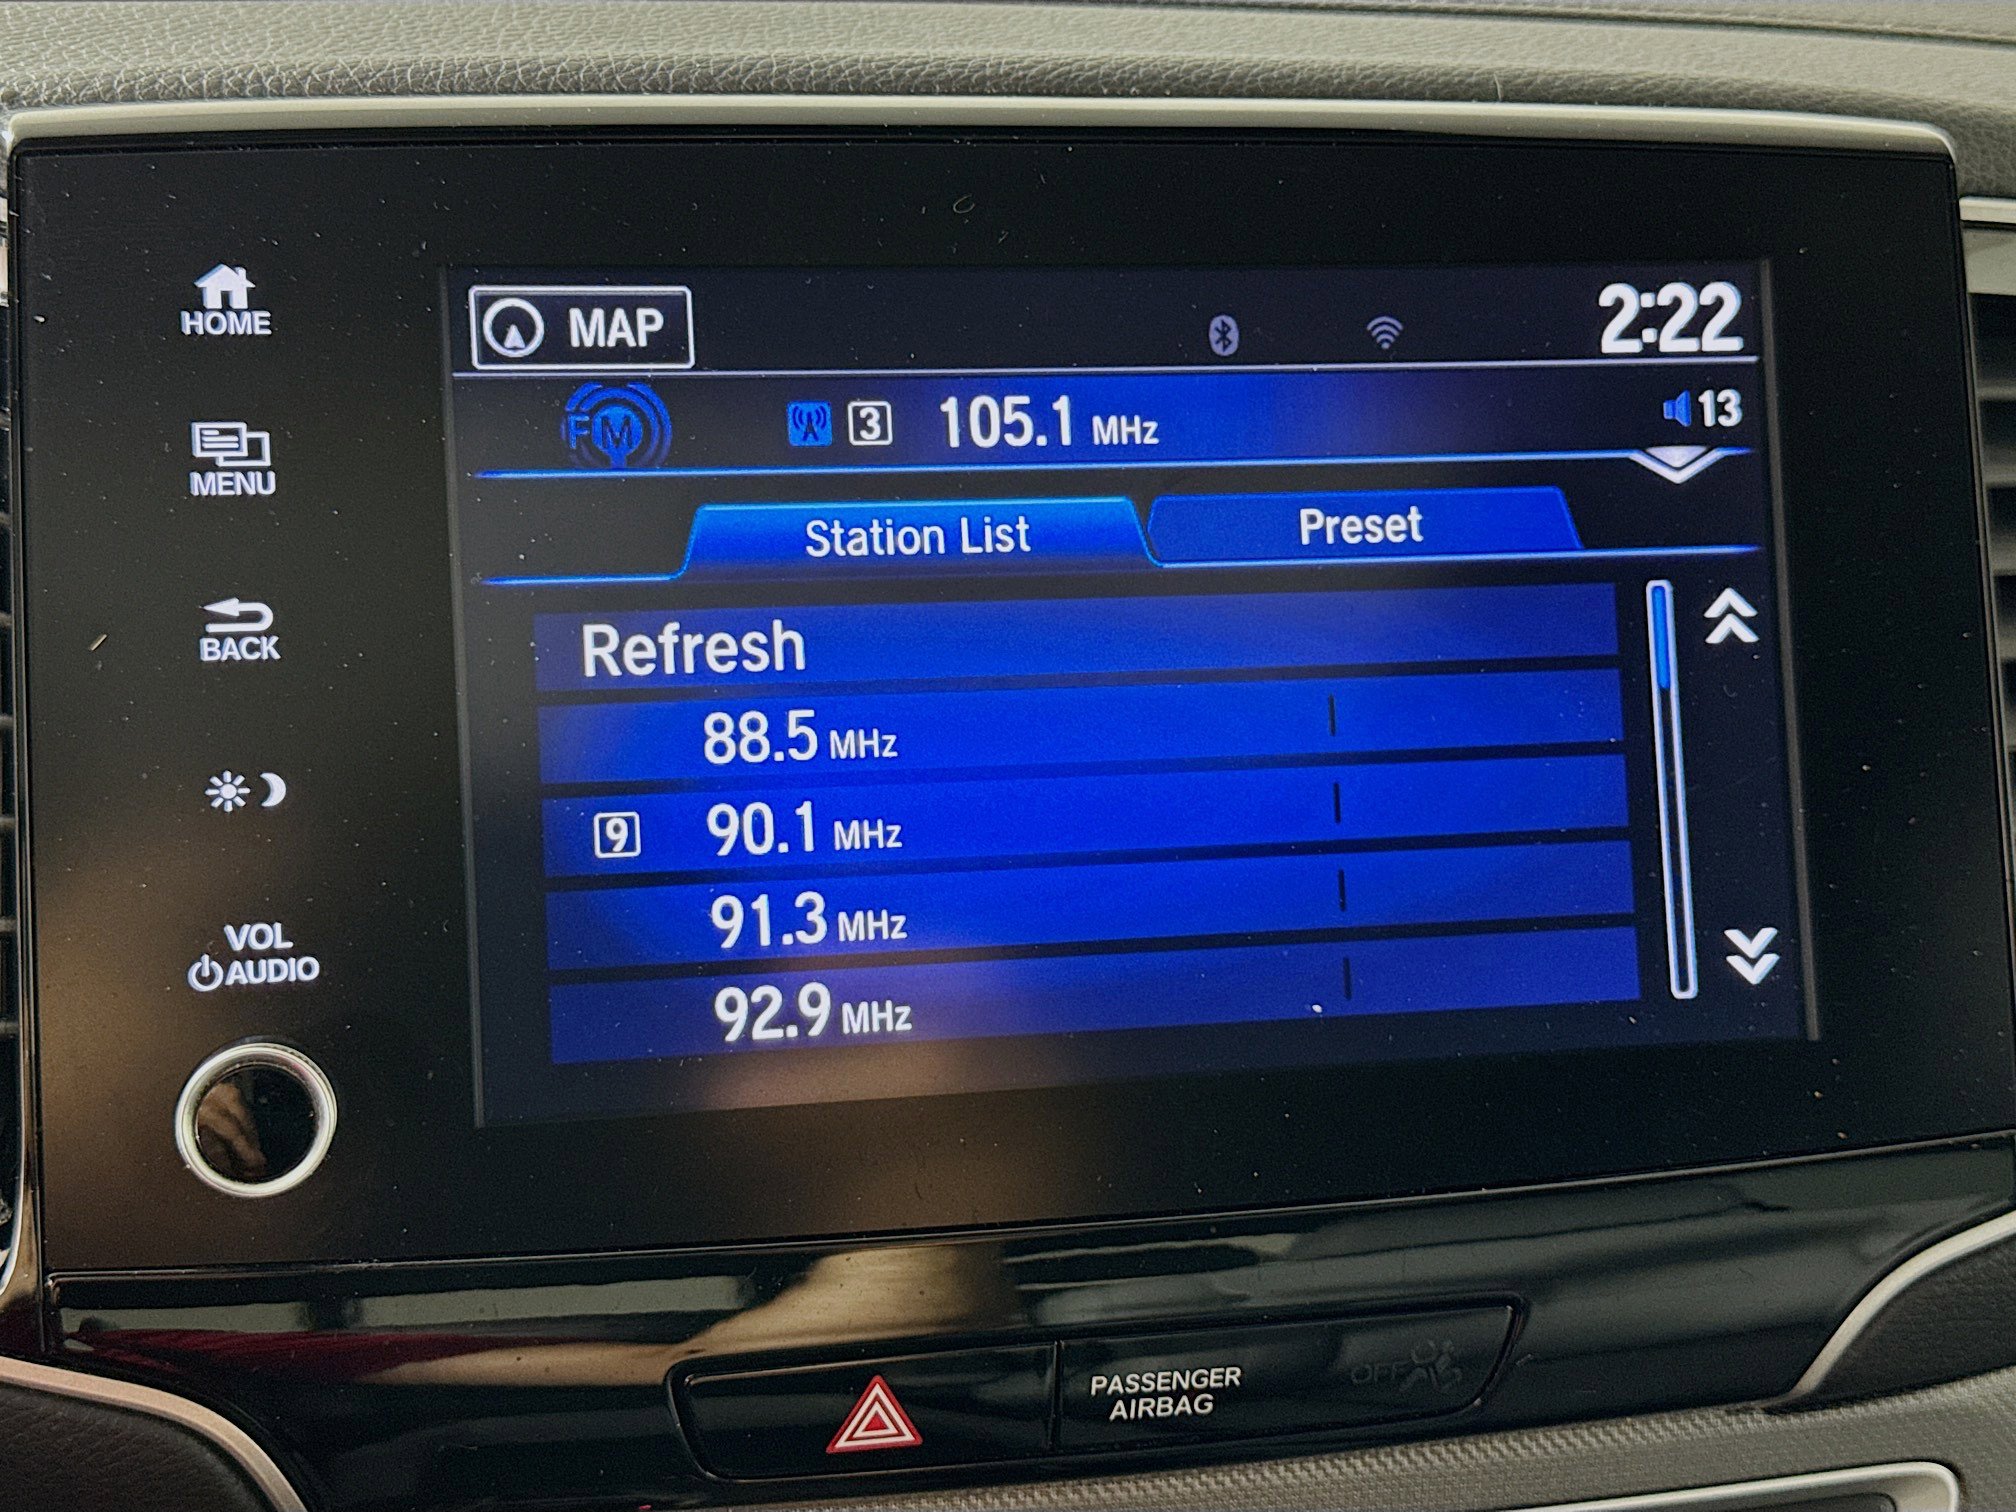 HOME
MENU
BACK
VOL
AUDIO
MAP
2:22
FM
3 105.1 MHz
13
Station List
Preset
Refresh
88.5 MHz
9 90.1 MHz
91.3 MHz
92.9 MHz
PASSENGER
AIRBAG
OFF